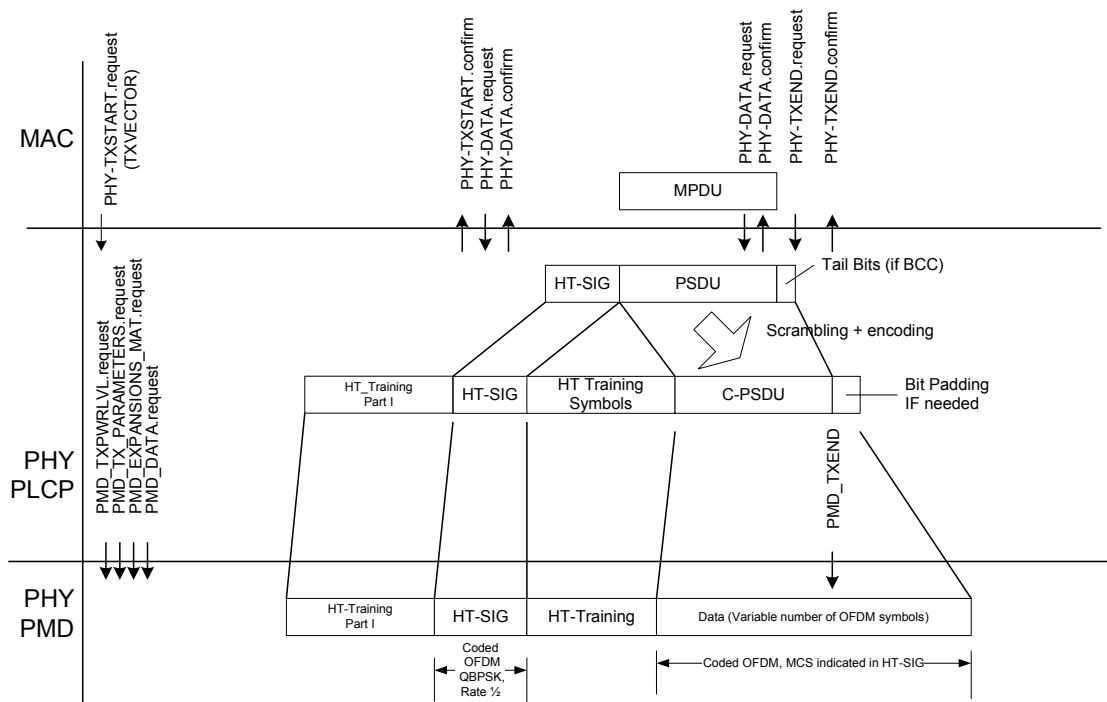 PHY-TXSTART.request
(TXVECTOR)
PHY-TXSTART.confirm
PHY-DATA.request
PHY-DATA.confirm
PHY-DATA.request
PHY-DATA.confirm
PHY-TXEND.request
PHY-TXEND.confirm
MAC
MPDU
HT-SIG
PSDU
Tail Bits (if BCC)
Scrambling + encoding
PMD_TXPWRLVL.request
PMD_TX_PARAMETERS.request
PMD_EXPANSIONS_MAT.request
PMD_DATA.request
HT_Training
Part I
HT-SIG
HT Training
Symbols
C-PSDU
Bit Padding
IF needed
PHY
PLCP
PMD_TXEND
PHY
PMD
HT-Training
Part I
HT-SIG
HT-Training
Data (Variable number of OFDM symbols)
Coded
OFDM
QBPSK,
Rate ½
Coded OFDM, MCS indicated in HT-SIG